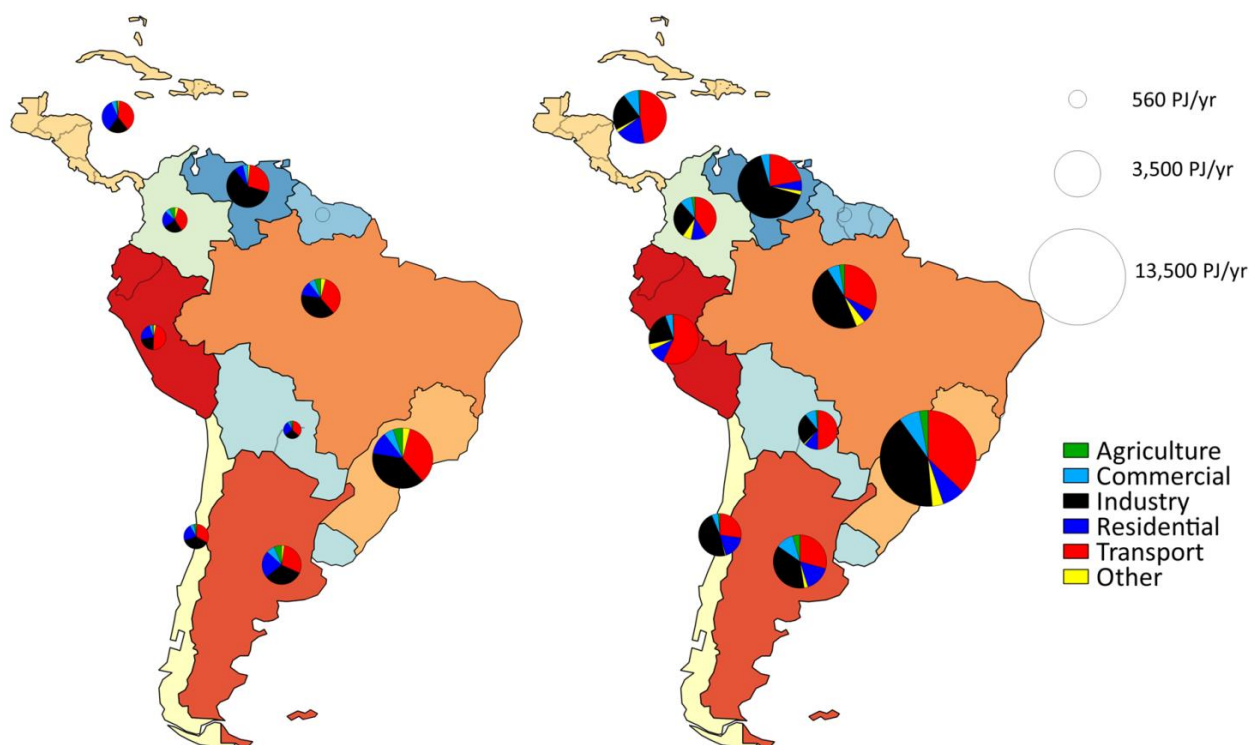 560 PJ/yr
3,500 PJ/yr
13,500 PJ/yr
Agriculture
Commercial
Industry
Residential
Transport
Other